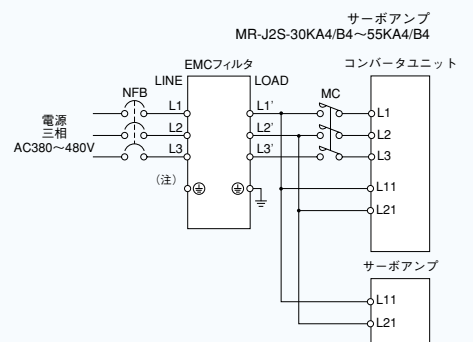 サーボアンプ
MR-J2S-30KA4/B4～55KA4/B4
EMCフィルタ
コンバータユニット
NFB
LINE
LOAD
MC
電源
三相
AC380～480V
L1
L1'
L1
L2
L2'
L2
L3
L3'
L3
(注)
L11
L21
サーボアンプ
L11
L21